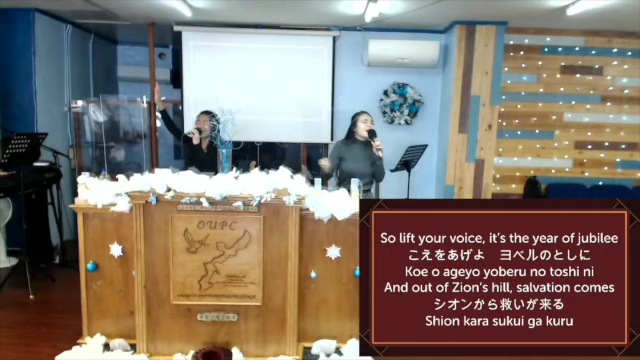 OUPC
So lift your voice, it's the year of jubilee
こえをあげよ　ヨベルのとしに
Koe o ageyo yoberu no toshi ni
And out of Zion's hill, salvation comes
シオンから救いが来る
Shion kara sukui ga kuru